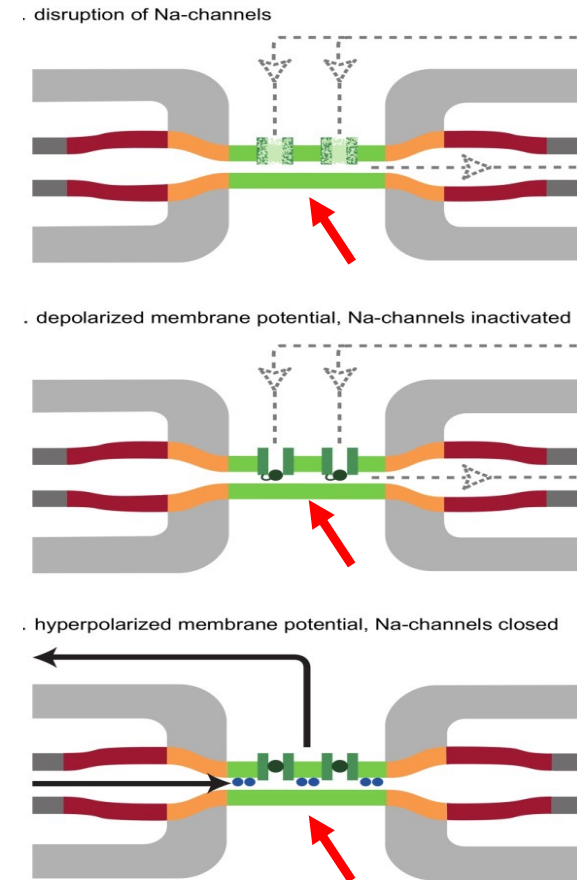 . disruption of Na-channels
. depolarized membrane potential, Na-channels inactivated
. hyperpolarized membrane potential, Na-channels closed